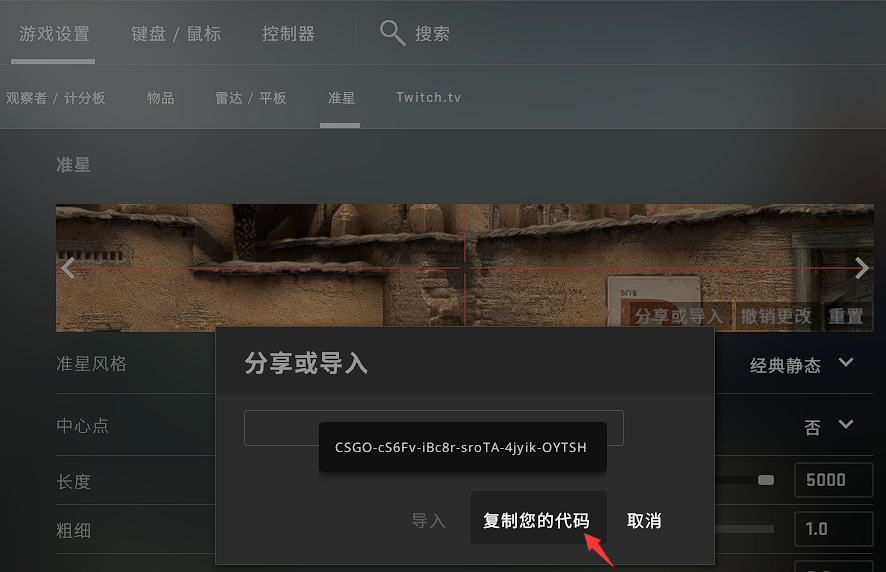 游戏设置 键盘 / 鼠标 控制器 搜索
观察者 / 计分板 物品 雷达 / 平板 准星 Twitch.tv
准星
SITE
分享或导入 撤销更改 重置
分享或导入
准星风格 经典静态
中心点 否
CSGO-cS6Fv-iBc8r-sroTA-4jyik-OYTSH
长度 5000
导入 复制您的代码 取消
粗细 1.0